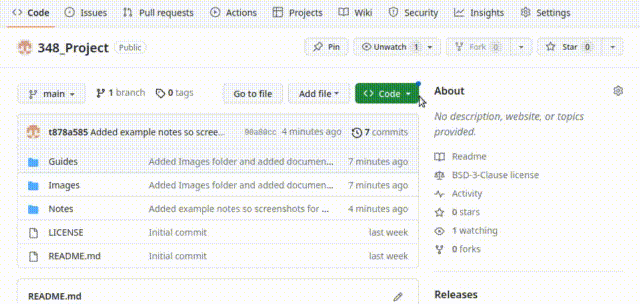 Code Issues Pull requests Actions Projects Wiki Security Insights Settings
348_Project Public Pin Unwatch 1 Fork 0 Star 0
main 1 branch 0 tags Go to file Add file Code
t878a585 Added example notes so scree... 4 minutes ago 7 commits
Guides Added Images folder and added documen... 7 minutes ago
Images Added Images folder and added documen... 7 minutes ago
Notes Added example notes so screenshots for ... 4 minutes ago
LICENSE Initial commit last week
README.md Initial commit last week
README.md
About
No description, website, or topics
provided.
Readme
BSD-3-Clause license
Activity
0 stars
1 watching
0 forks
Releases